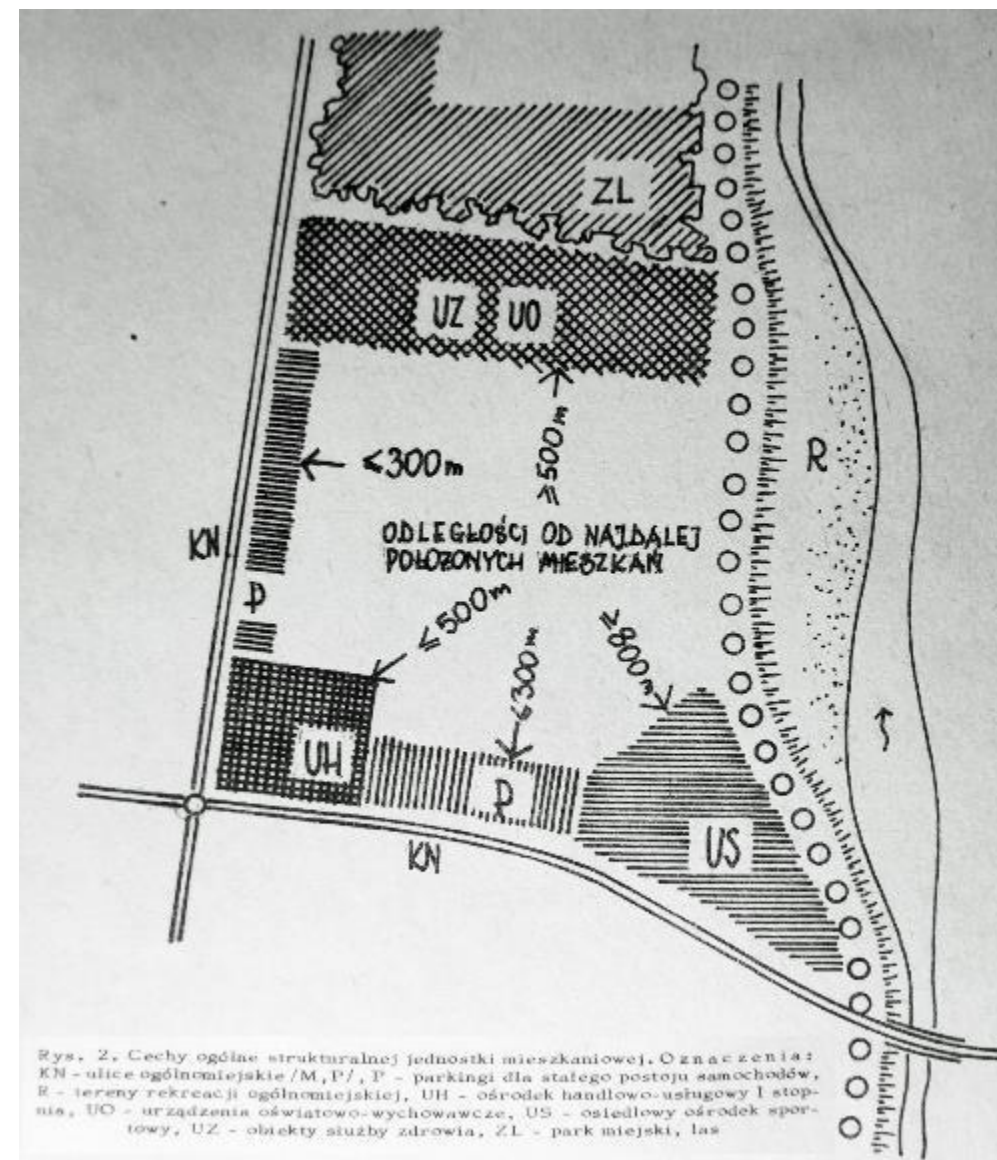 ZL
UZ UO
≥500m
≤300m
R
ODLEGŁOŚCI OD NAJDALEJ
POŁOŻONYCH MIESZKAŃ
KN
P
≤500m
≤300m
≥800m
UH
P
US
KN
Rys. 2. Cechy ogólne strukturalnej jednostki mieszkaniowej. Oznaczenia:
KN - ulice ogólnomiejskie /M, P/, P - parkingi dla stałego postoju samochodów,
R - tereny rekreacji ogólnomiejskiej, UH - ośrodek handlowo-usługowy I stop-
nia, UO - urządzenia oświatowo-wychowawcze, US - osiedlowy ośrodek spor-
towy, UZ - obiekty służby zdrowia, ZL - park miejski, las